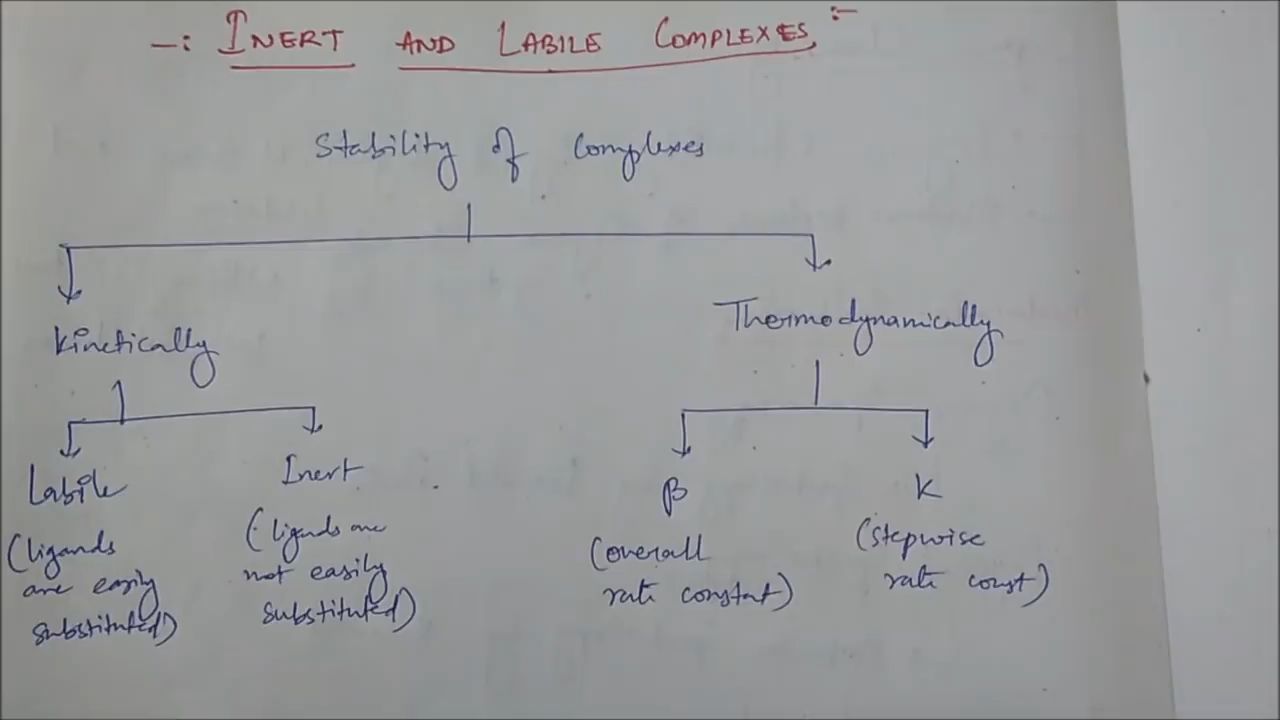 -: INERT AND LABILE COMPLEXES :-
Stability of Complexes
Kinetically
Thermodynamically
Labile
Inert
β
K
(ligands
are easily
substituted)
(ligands are
not easily
substituted)
(overall
rate constat)
(stepwise
rate const)